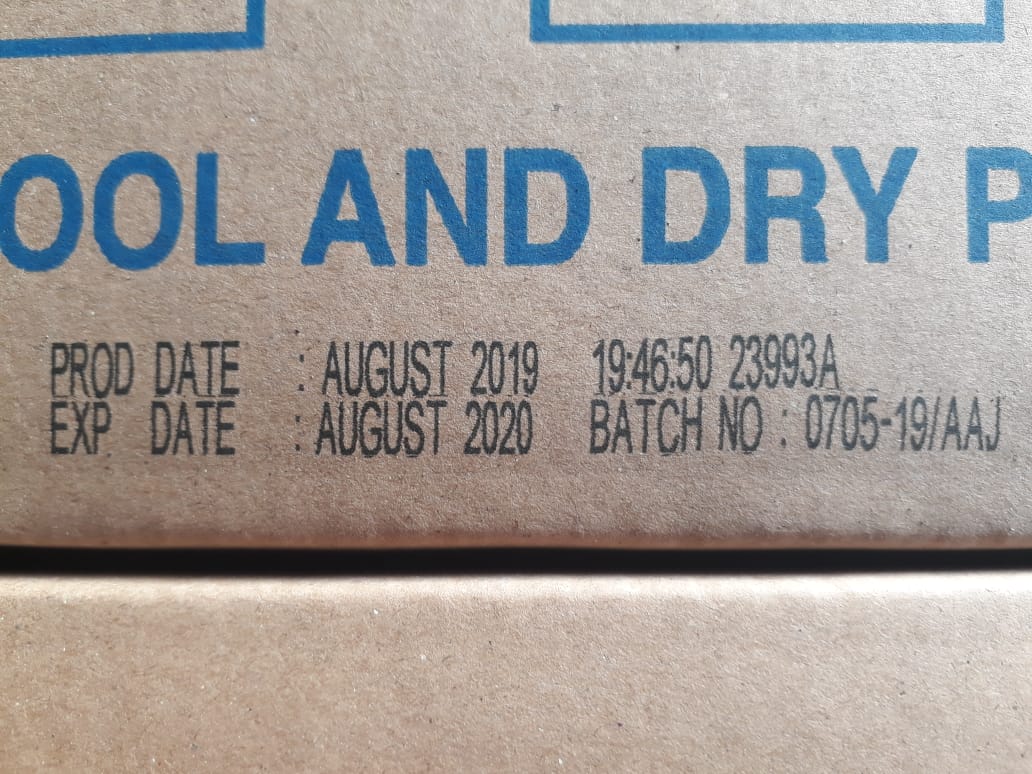 OOL AND DRY P
PROD DATE : AUGUST 2019 19:46:50 23993A
EXP DATE : AUGUST 2020 BATCH NO : 0705-19/AAJ